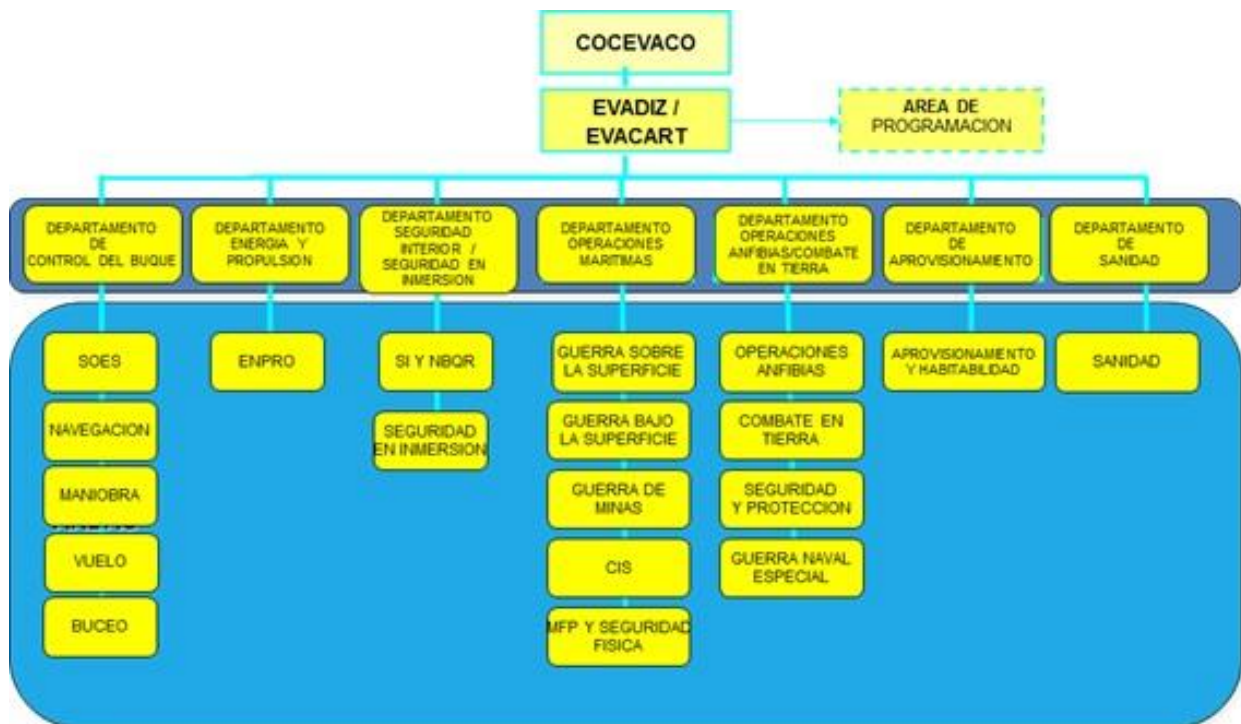 COCEVACO
EVADIZ /
EVACART
AREA DE
PROGRAMACION
DEPARTAMENTO
DE
CONTROL DEL BUQUE
DEPARTAMENTO
ENERGIA Y
PROPULSION
DEPARTAMENTO
SEGURIDAD
INTERIOR /
SEGURIDAD EN
INMERSION
DEPARTAMENTO
OPERACIONES
MARITIMAS
DEPARTAMENTO
OPERACIONES
ANFIBIAS/COMBATE
EN TIERRA
DEPARTAMENTO
DE
APROVISIONAMIENTO
DEPARTAMENTO
DE
SANIDAD
SOES
NAVEGACION
MANIOBRA
VUELO
BUCEO
ENPRO
SI Y NBQR
SEGURIDAD
EN INMERSION
GUERRA SOBRE
LA SUPERFICIE
GUERRA BAJO
LA SUPERFICIE
GUERRA DE
MINAS
CIS
MFP Y SEGURIDAD
FISICA
OPERACIONES
ANFIBIAS
COMBATE EN
TIERRA
SEGURIDAD
Y PROTECCION
GUERRA NAVAL
ESPECIAL
APROVISIONAMIENTO
Y HABITABILIDAD
SANIDAD